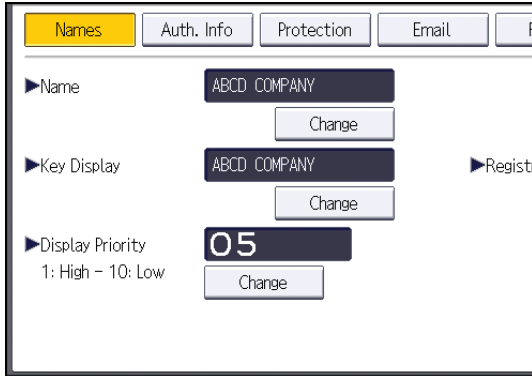 Names Auth. Info Protection Email
▶Name ABCD COMPANY
Change
▶Key Display ABCD COMPANY ▶Regist
Change
▶Display Priority 05
1: High - 10: Low Change